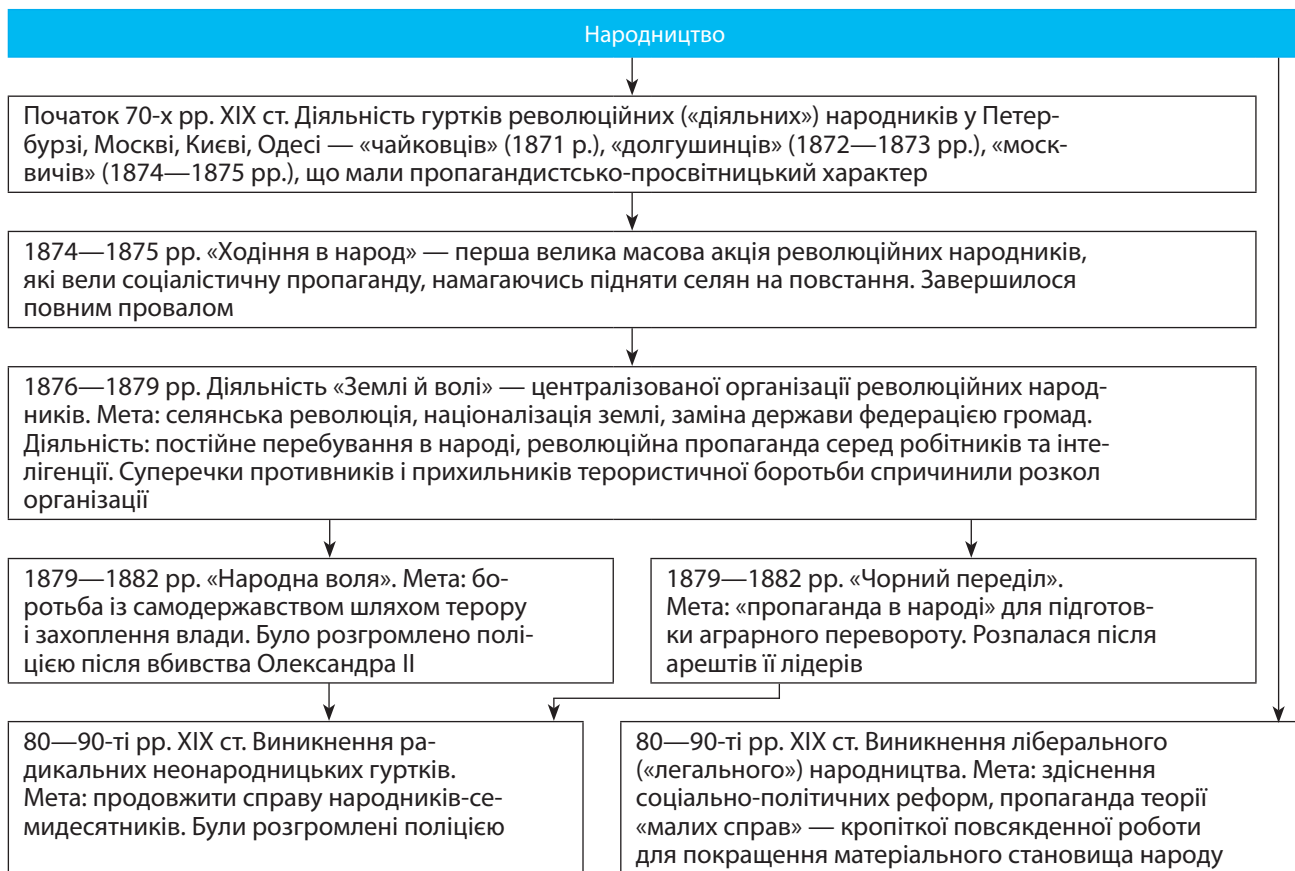 Народництво
Початок 70-х рр. XIX ст. Діяльність гуртків революційних («діяльних») народників у Петер-
бурзі, Москві, Києві, Одесі — «чайковців» (1871 р.), «долгушинців» (1872—1873 рр.), «моск-
вичів» (1874—1875 рр.), що мали пропагандистсько-просвітницький характер
1874—1875 рр. «Ходіння в народ» — перша велика масова акція революційних народників,
які вели соціалістичну пропаганду, намагаючись підняти селян на повстання. Завершилося
повним провалом
1876—1879 рр. Діяльність «Землі й волі» — централізованої організації революційних народ-
ників. Мета: селянська революція, націоналізація землі, заміна держави федерацією громад.
Діяльність: постійне перебування в народі, революційна пропаганда серед робітників та інте-
лігенції. Суперечки противників і прихильників терористичної боротьби спричинили розкол
організації
1879—1882 рр. «Народна воля». Мета: бо-
ротьба із самодержавством шляхом терору
і захоплення влади. Було розгромлено полі-
цією після вбивства Олександра II
1879—1882 рр. «Чорний переділ».
Мета: «пропаганда в народі» для підготов-
ки аграрного перевороту. Розпалася після
арештів її лідерів
80—90-ті рр. XIX ст. Виникнення ра-
дикальних неонародницьких гуртків.
Мета: продовжити справу народників-се-
мидесятників. Були розгромлені поліцією
80—90-ті рр. XIX ст. Виникнення ліберального
(«легального») народництва. Мета: здіснення
соціально-політичних реформ, пропаганда теорії
«малих справ» — кропіткої повсякденної роботи
для покращення матеріального становища народу